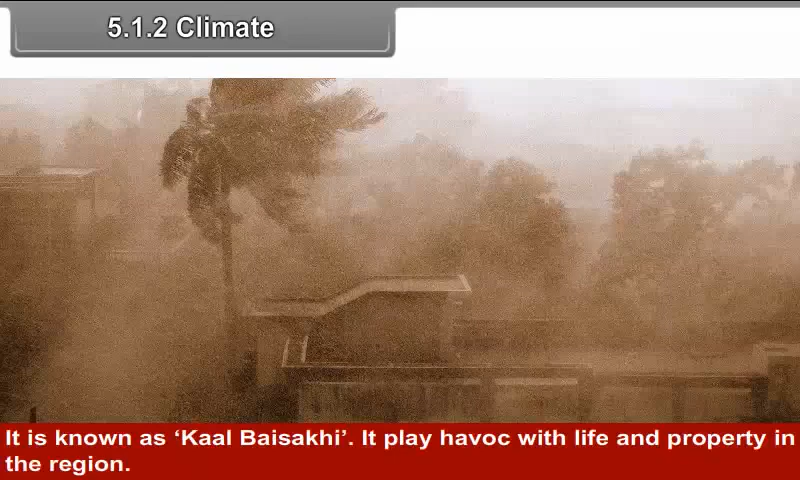 5.1.2 Climate
It is known as ‘Kaal Baisakhi’. It play havoc with life and property in
the region.